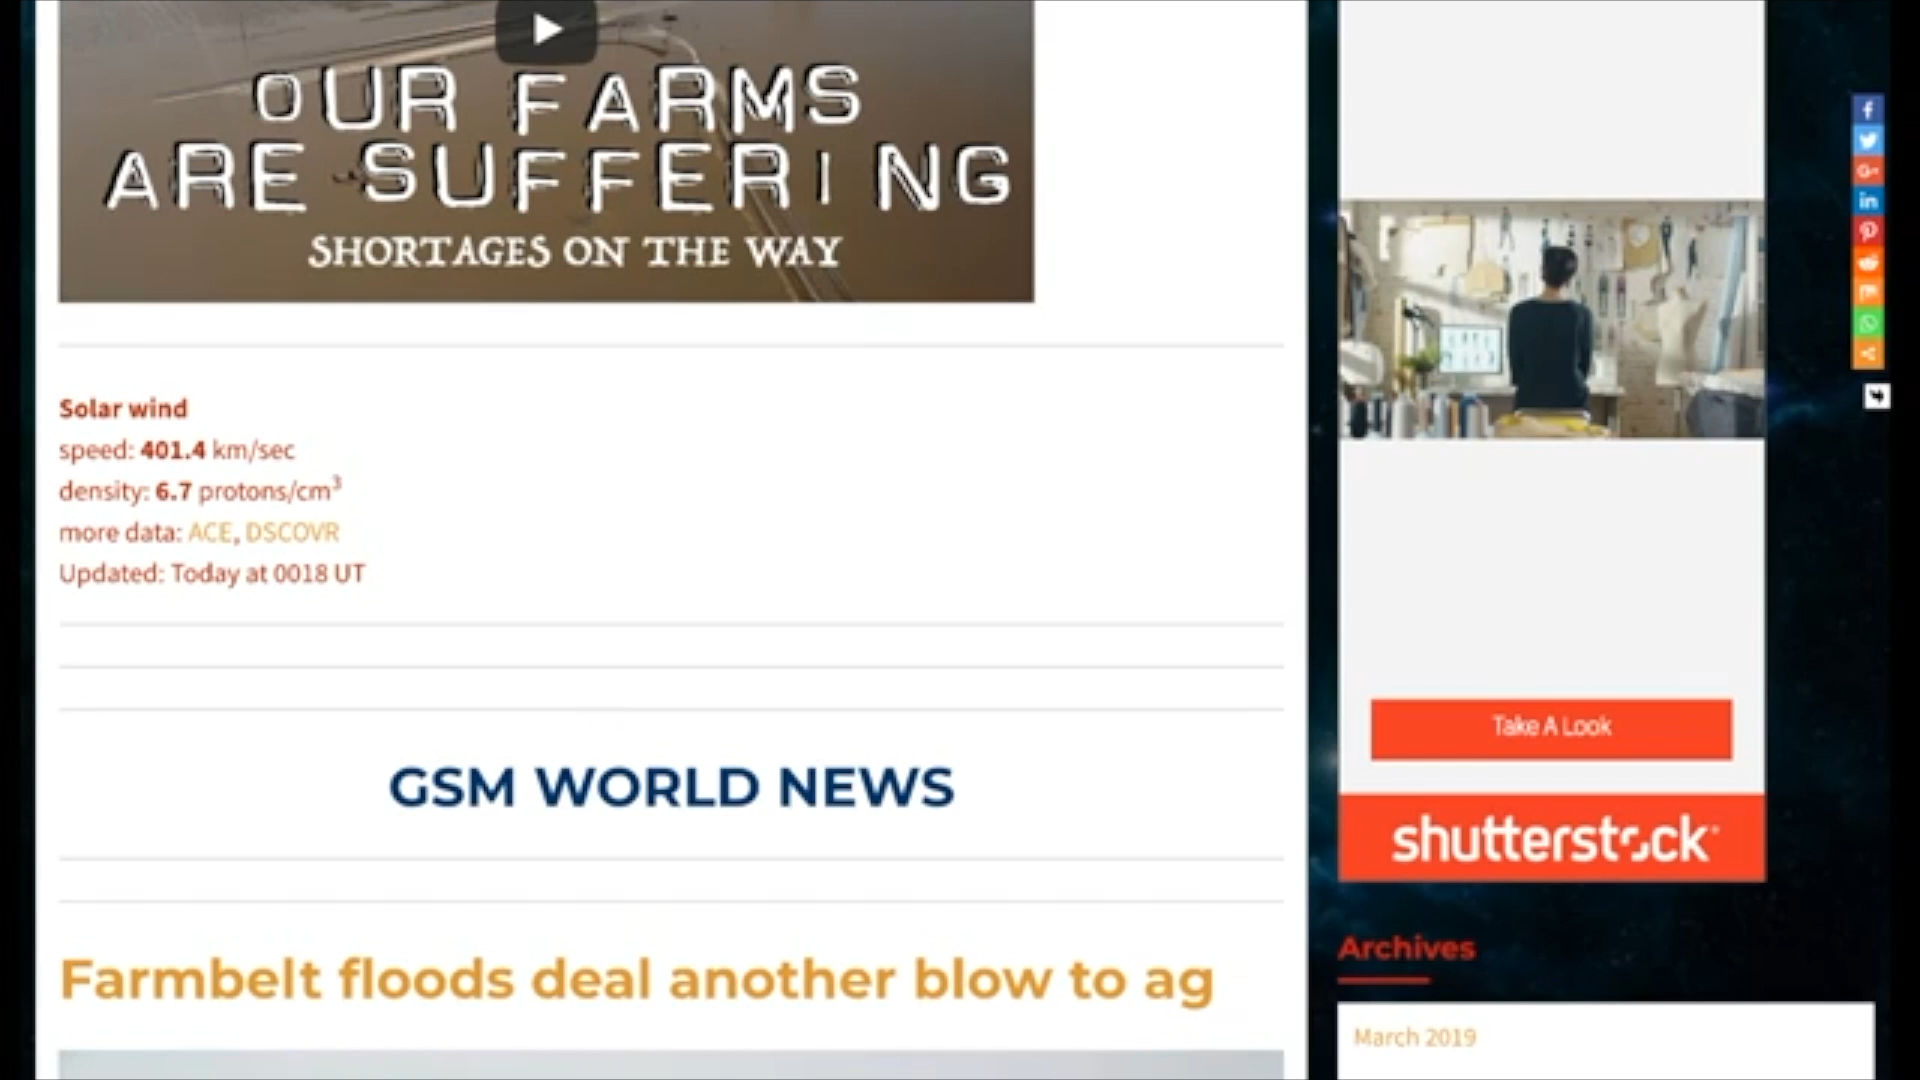 OUR FARMS
ARE SUFFERING
SHORTAGES ON THE WAY
Solar wind
speed: 401.4 km/sec
density: 6.7 protons/cm³
more data: ACE, DSCOVR
Updated: Today at 0018 UT
GSM WORLD NEWS
Farmbelt floods deal another blow to ag
Take A Look
shutterstock
Archives
March 2019